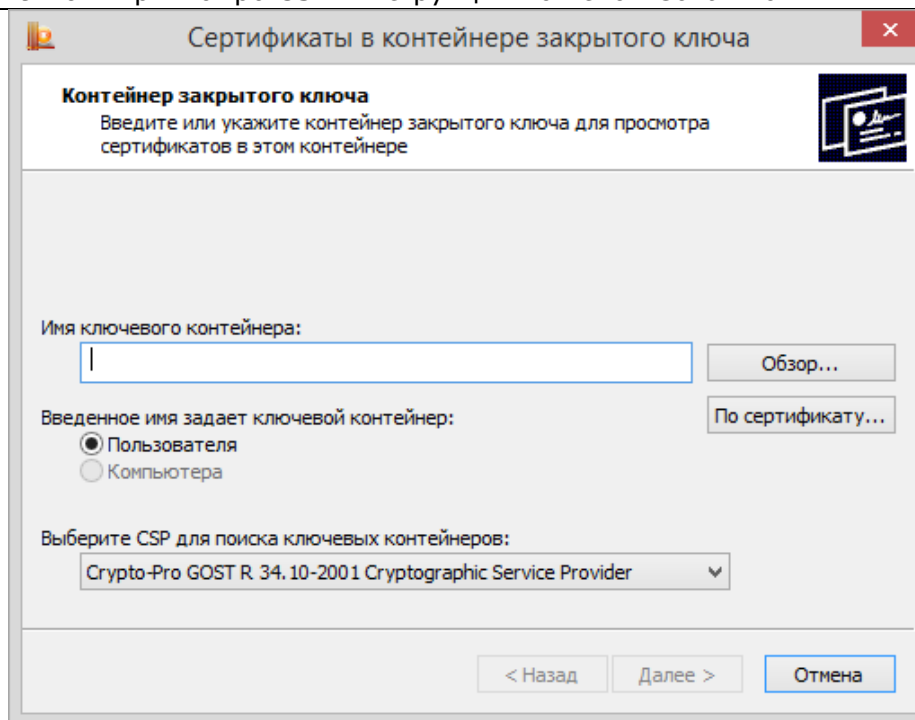 Сертификаты в контейнере закрытого ключа
Контейнер закрытого ключа
Введите или укажите контейнер закрытого ключа для просмотра
сертификатов в этом контейнере
Имя ключевого контейнера:
Обзор...
Введенное имя задает ключевой контейнер:
По сертификату...
Пользователя
Компьютера
Выберите CSP для поиска ключевых контейнеров:
Crypto-Pro GOST R 34.10-2001 Cryptographic Service Provider
< Назад
Далее >
Отмена